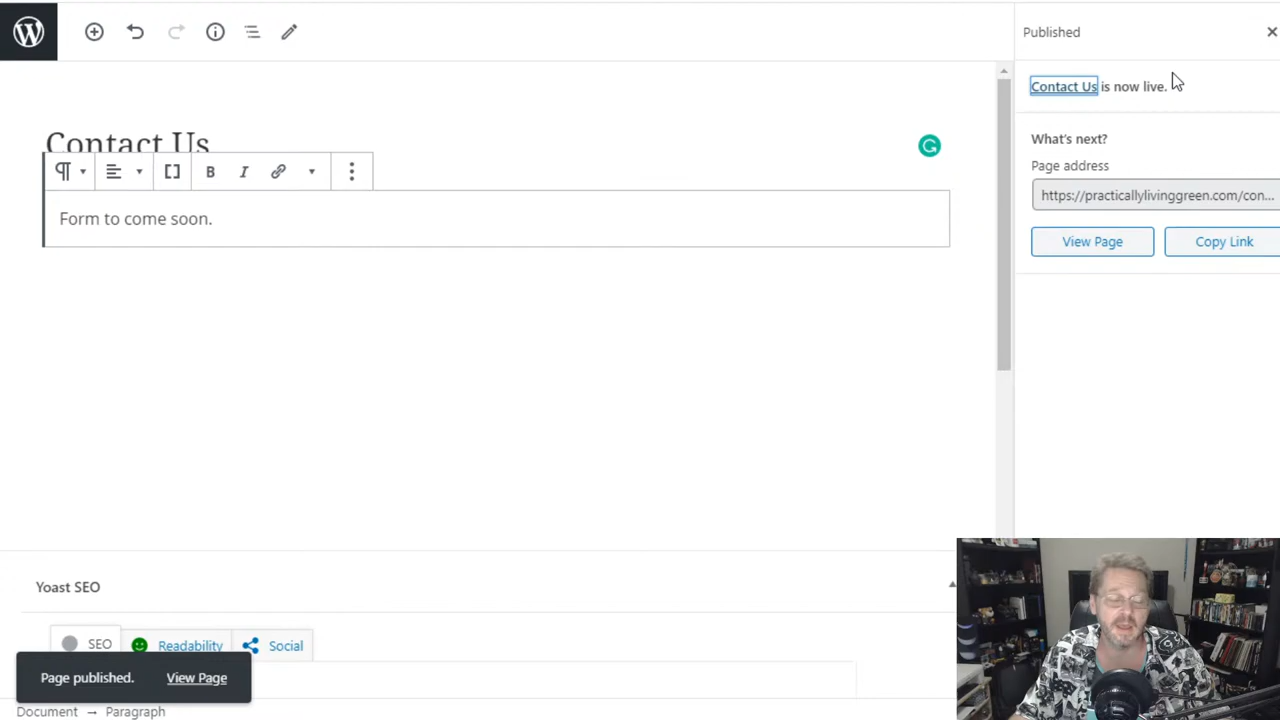 Published
Contact Us is now live.
Contact Us
What's next?
Page address
B I
https://practicallylivinggreen.com/con...
Form to come soon.
View Page
Copy Link
Yoast SEO
SEO
Readability
Social
Page published. View Page
Document → Paragraph